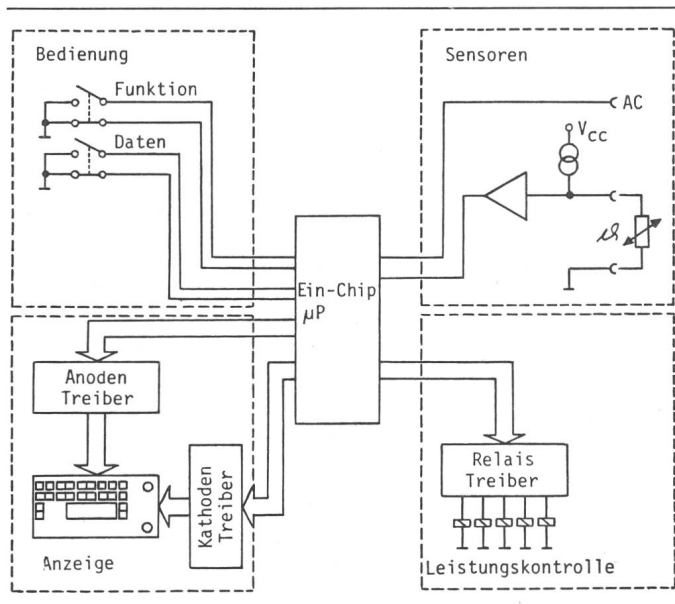 Bedienung
Funktion
Daten
Sensoren
AC
Vcc
ϑ
Ein-Chip
µP
Anoden
Treiber
Kathoden
Treiber
Anzeige
Relais
Treiber
Leistungskontrolle